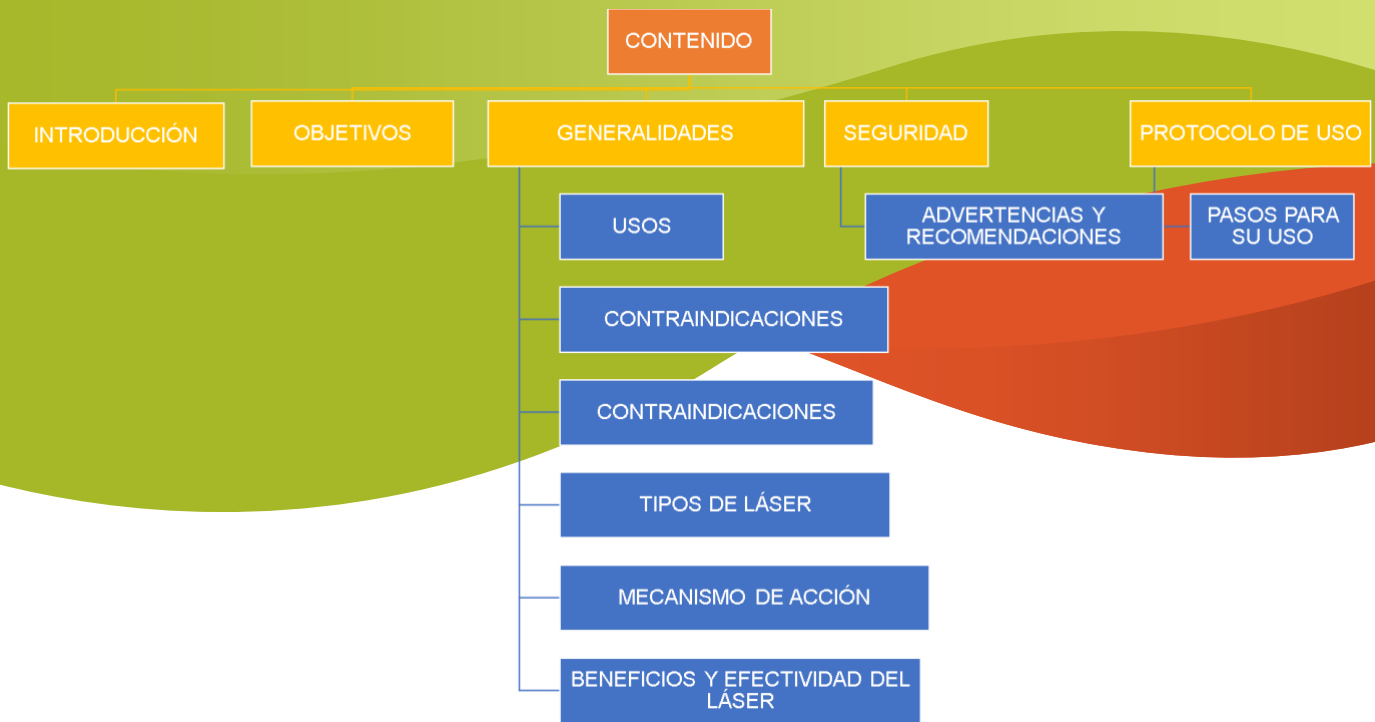 CONTENIDO
INTRODUCCIÓN
OBJETIVOS
GENERALIDADES
SEGURIDAD
PROTOCOLO DE USO
USOS
ADVERTENCIAS Y
RECOMENDACIONES
PASOS PARA
SU USO
CONTRAINDICACIONES
CONTRAINDICACIONES
TIPOS DE LÁSER
MECANISMO DE ACCIÓN
BENEFICIOS Y EFECTIVIDAD DEL
LÁSER